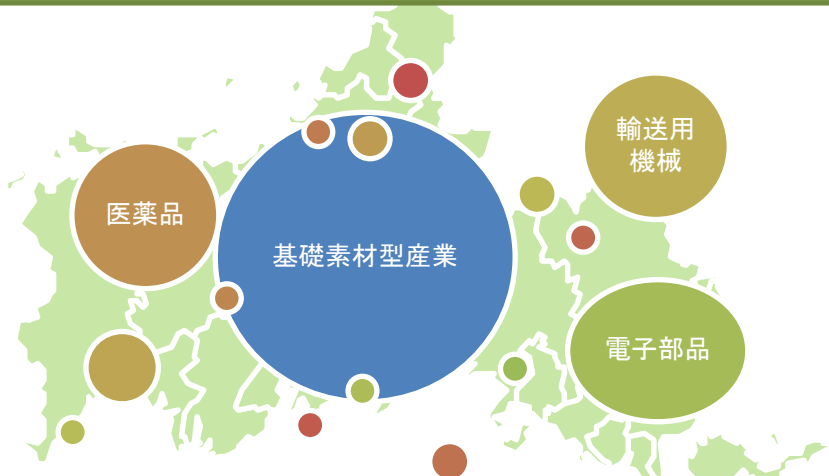 輸送用
機械
医薬品
基礎素材型産業
電子部品